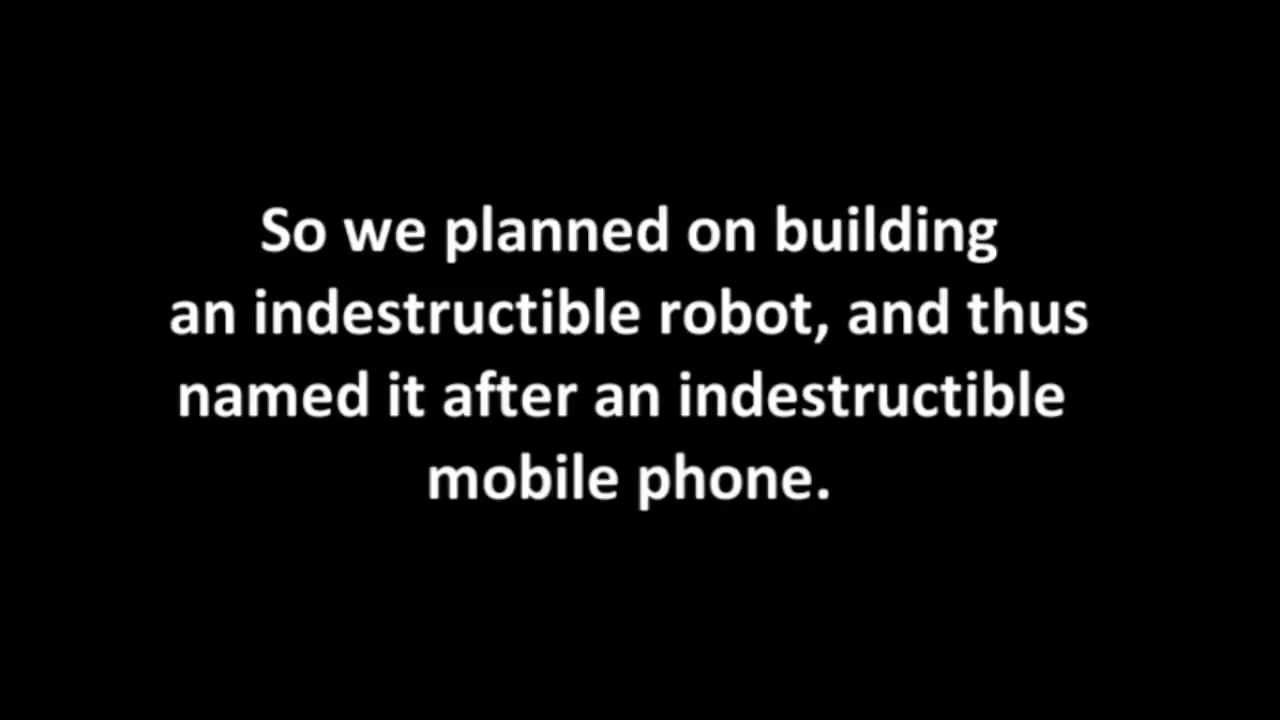 So we planned on building
an indestructible robot, and thus
named it after an indestructible
mobile phone.